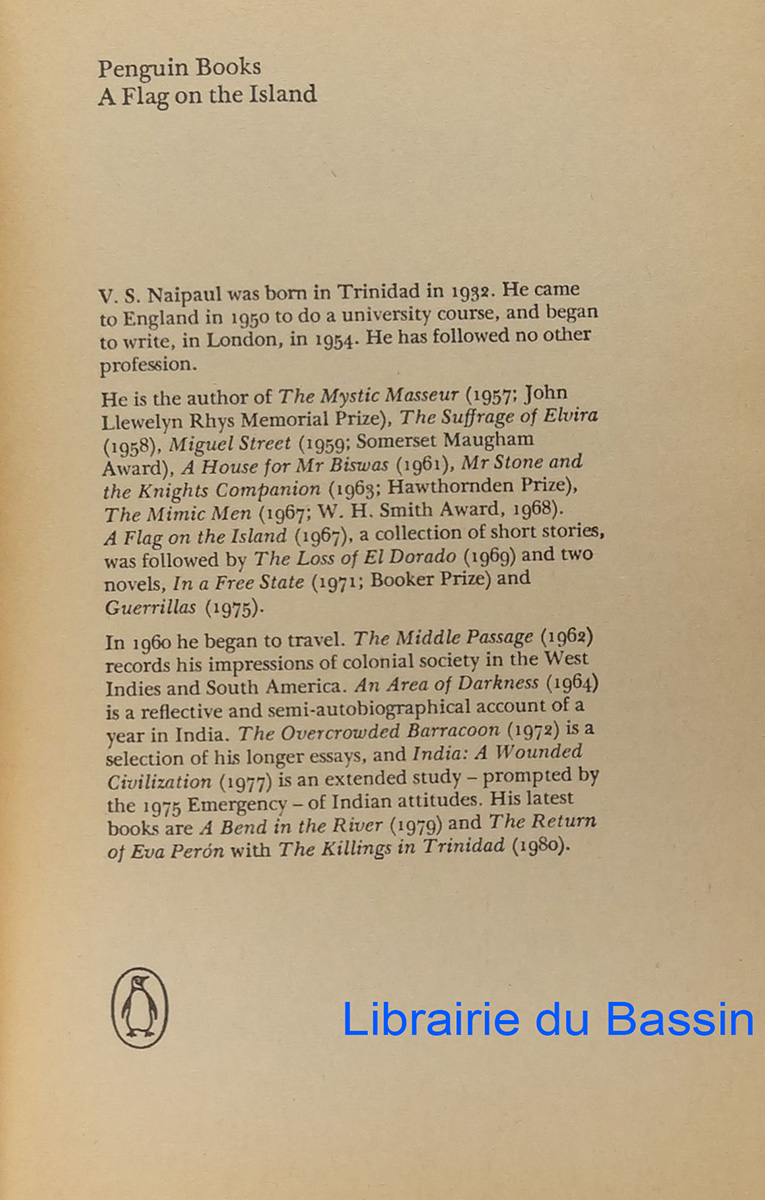 Penguin Books
A Flag on the Island
V. S. Naipaul was born in Trinidad in 1932. He came
to England in 1950 to do a university course, and began
to write, in London, in 1954. He has followed no other
profession.
He is the author of The Mystic Masseur (1957; John
Llewelyn Rhys Memorial Prize), The Suffrage of Elvira
(1958), Miguel Street (1959; Somerset Maugham
Award), A House for Mr Biswas (1961), Mr Stone and
the Knights Companion (1963; Hawthornden Prize),
The Mimic Men (1967; W. H. Smith Award, 1968).
A Flag on the Island (1967), a collection of short stories,
was followed by The Loss of El Dorado (1969) and two
novels, In a Free State (1971; Booker Prize) and
Guerrillas (1975).
In 1960 he began to travel. The Middle Passage (1962)
records his impressions of colonial society in the West
Indies and South America. An Area of Darkness (1964)
is a reflective and semi-autobiographical account of a
year in India. The Overcrowded Barracoon (1972) is a
selection of his longer essays, and India: A Wounded
Civilization (1977) is an extended study – prompted by
the 1975 Emergency – of Indian attitudes. His latest
books are A Bend in the River (1979) and The Return
of Eva Perón with The Killings in Trinidad (1980).
Librairie du Bassin